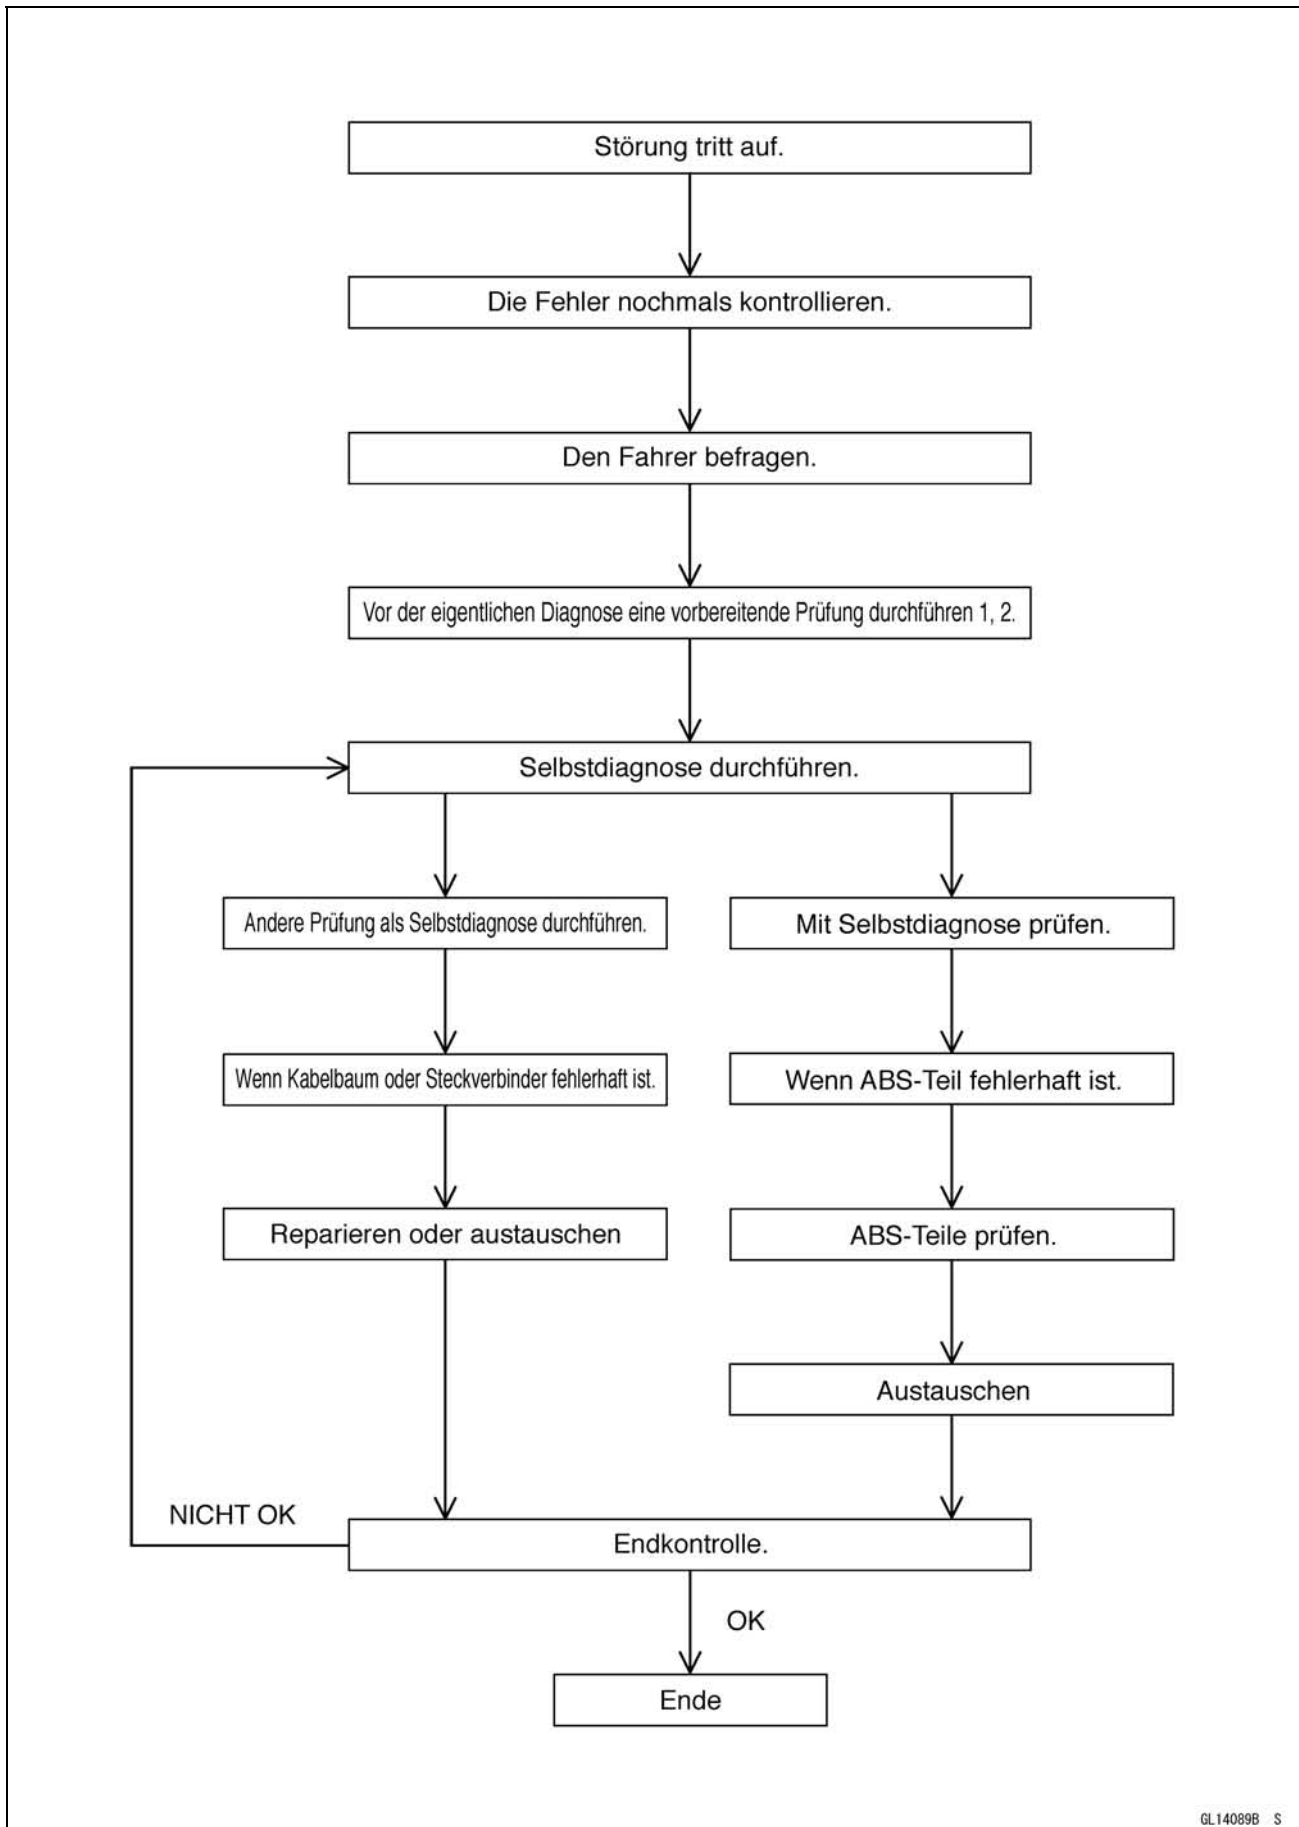 Störung tritt auf.
Die Fehler nochmals kontrollieren.
Den Fahrer befragen.
Vor der eigentlichen Diagnose eine vorbereitende Prüfung durchführen 1, 2.
Selbstdiagnose durchführen.
Andere Prüfung als Selbstdiagnose durchführen.
Mit Selbstdiagnose prüfen.
Wenn Kabelbaum oder Steckverbinder fehlerhaft ist.
Wenn ABS-Teil fehlerhaft ist.
Reparieren oder austauschen
ABS-Teile prüfen.
Austauschen
NICHT OK
Endkontrolle.
OK
Ende
GL14089B S